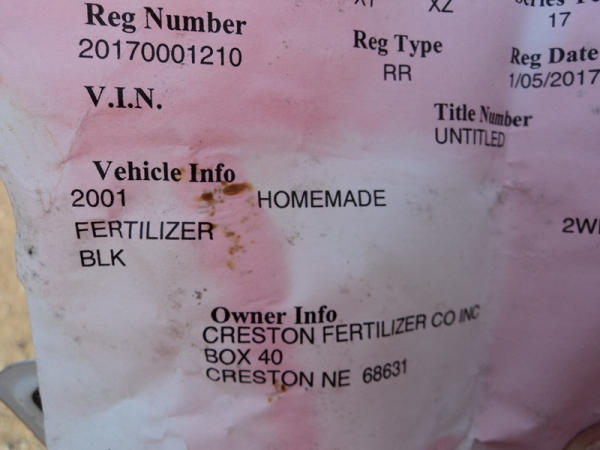 XZ
17
Reg Number
Reg Type
Reg Date
20170001210
RR
1/05/2017
V.I.N.
Title Number
UNTITLED
Vehicle Info
2001 HOMEMADE
FERTILIZER
BLK
Owner Info
CRESTON FERTILIZER CO INC
BOX 40
CRESTON NE 68631